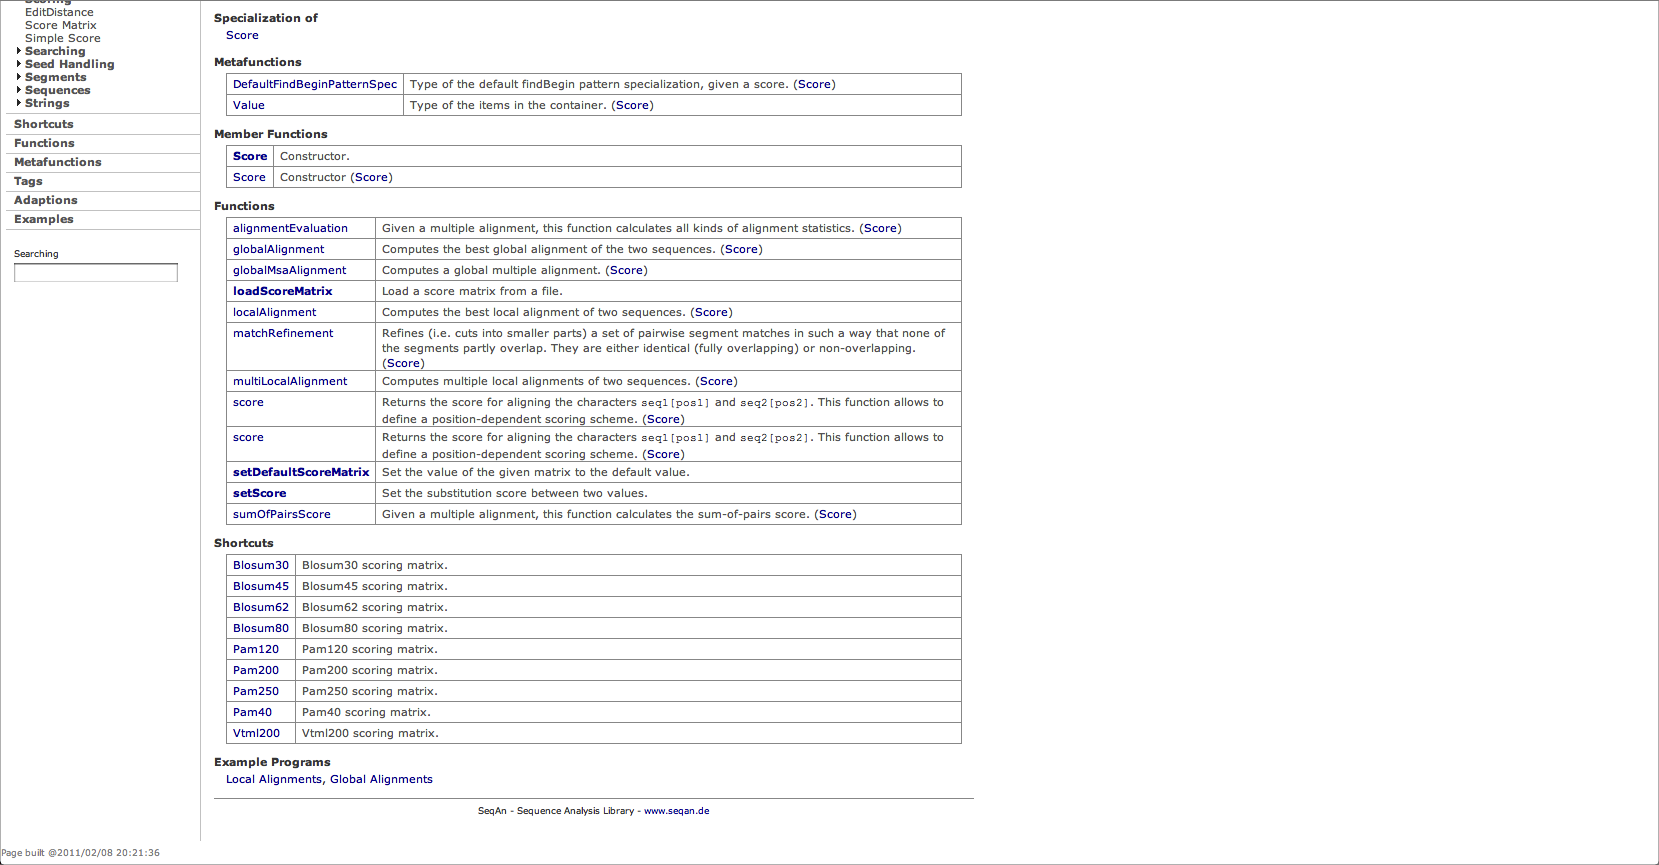 EditDistance
Score Matrix
Simple Score
Searching
Seed Handling
Segments
Sequences
Strings
Shortcuts
Functions
Metafunctions
Tags
Adaptions
Examples
Searching
Specialization of
Score
Metafunctions
DefaultFindBeginPatternSpec Type of the default findBegin pattern specialization, given a score. (Score)
Value Type of the items in the container. (Score)
Member Functions
Score Constructor.
Score Constructor (Score)
Functions
alignmentEvaluation Given a multiple alignment, this function calculates all kinds of alignment statistics. (Score)
globalAlignment Computes the best global alignment of the two sequences. (Score)
globalMsaAlignment Computes a global multiple alignment. (Score)
loadScoreMatrix Load a score matrix from a file.
localAlignment Computes the best local alignment of two sequences. (Score)
matchRefinement Refines (i.e. cuts into smaller parts) a set of pairwise segment matches in such a way that none of
the segments partly overlap. They are either identical (fully overlapping) or non-overlapping.
(Score)
multiLocalAlignment Computes multiple local alignments of two sequences. (Score)
score Returns the score for aligning the characters seq1[pos1] and seq2[pos2]. This function allows to
define a position-dependent scoring scheme. (Score)
score Returns the score for aligning the characters seq1[pos1] and seq2[pos2]. This function allows to
define a position-dependent scoring scheme. (Score)
setDefaultScoreMatrix Set the value of the given matrix to the default value.
setScore Set the substitution score between two values.
sumOfPairsScore Given a multiple alignment, this function calculates the sum-of-pairs score. (Score)
Shortcuts
Blosum30 Blosum30 scoring matrix.
Blosum45 Blosum45 scoring matrix.
Blosum62 Blosum62 scoring matrix.
Blosum80 Blosum80 scoring matrix.
Pam120 Pam120 scoring matrix.
Pam200 Pam200 scoring matrix.
Pam250 Pam250 scoring matrix.
Pam40 Pam40 scoring matrix.
Vtml200 Vtml200 scoring matrix.
Example Programs
Local Alignments, Global Alignments
SeqAn - Sequence Analysis Library - www.seqan.de
Page built @2011/02/08 20:21:36